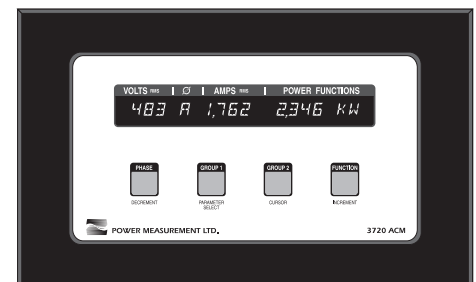 VOLTS RMS | Ø | AMPS RMS | POWER FUNCTIONS
483 A 1,762 2,346 KW
PHASE GROUP 1 GROUP 2 FUNCTION
DECREMENT PARAMETER SELECT CURSOR INCREMENT
POWER MEASUREMENT LTD. 3720 ACM